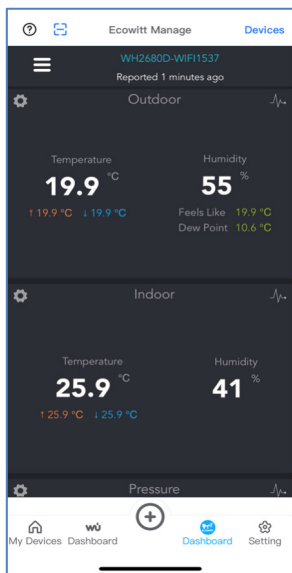 Ecowitt Manage
Devices
WH2680D-WIFI1537
Reported 1 minutes ago
Outdoor
Temperature
Humidity
19.9 °C
55 %
↑ 19.9 °C ↓ 19.9 °C
Feels Like 19.9 °C
Dew Point 10.6 °C
Indoor
Temperature
Humidity
25.9 °C
41 %
↑ 25.9 °C ↓ 25.9 °C
Pressure
wú
My Devices
Dashboard
Dashboard
Setting